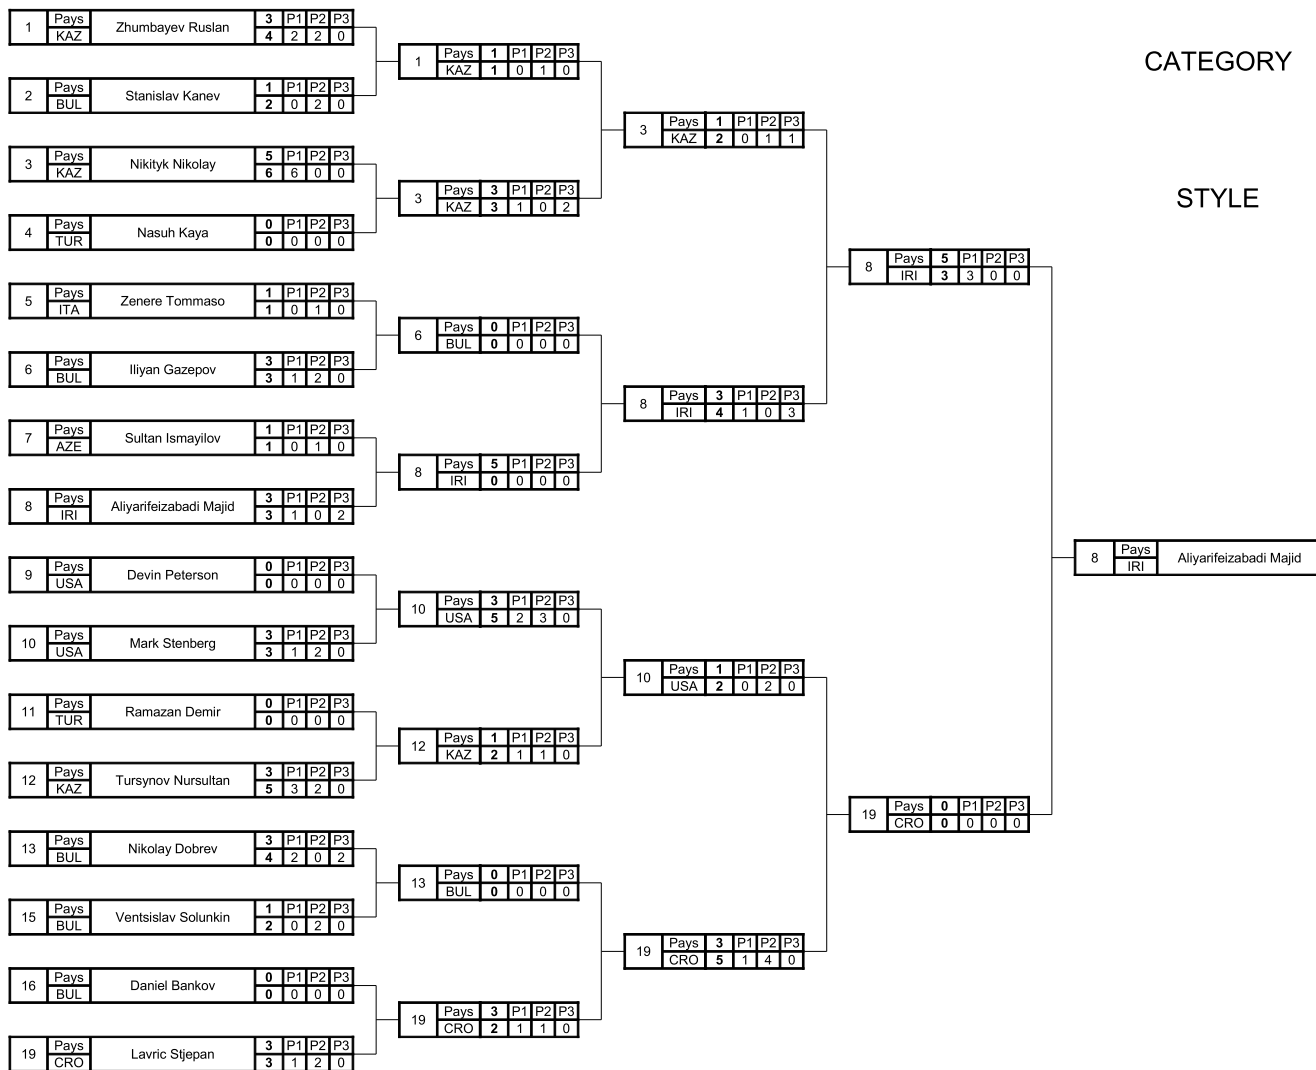 CATEGORY
STYLE
1 Pays Zhumbayev Ruslan 3 P1 P2 P3
KAZ 4 2 2 0
2 Pays Stanislav Kanev 1 P1 P2 P3
BUL 2 0 2 0
3 Pays Nikityk Nikolay 5 P1 P2 P3
KAZ 6 6 0 0
4 Pays Nasuh Kaya 0 P1 P2 P3
TUR 0 0 0 0
5 Pays Zenere Tommaso 1 P1 P2 P3
ITA 1 0 1 0
6 Pays Iliyan Gazepov 3 P1 P2 P3
BUL 3 1 2 0
7 Pays Sultan Ismayilov 1 P1 P2 P3
AZE 1 0 1 0
8 Pays Aliyarifeizabadi Majid 3 P1 P2 P3
IRI 3 1 0 2
9 Pays Devin Peterson 0 P1 P2 P3
USA 0 0 0 0
10 Pays Mark Stenberg 3 P1 P2 P3
USA 3 1 2 0
11 Pays Ramazan Demir 0 P1 P2 P3
TUR 0 0 0 0
12 Pays Tursynov Nursultan 3 P1 P2 P3
KAZ 5 3 2 0
13 Pays Nikolay Dobrev 3 P1 P2 P3
BUL 4 2 0 2
15 Pays Ventsislav Solunkin 1 P1 P2 P3
BUL 2 0 2 0
16 Pays Daniel Bankov 0 P1 P2 P3
BUL 0 0 0 0
19 Pays Lavric Stjepan 3 P1 P2 P3
CRO 3 1 2 0
1 Pays 1 P1 P2 P3
KAZ 1 0 1 0
3 Pays 3 P1 P2 P3
KAZ 3 1 0 2
6 Pays 0 P1 P2 P3
BUL 0 0 0 0
8 Pays 5 P1 P2 P3
IRI 0 0 0 0
10 Pays 3 P1 P2 P3
USA 5 2 3 0
12 Pays 1 P1 P2 P3
KAZ 2 1 1 0
13 Pays 0 P1 P2 P3
BUL 0 0 0 0
19 Pays 3 P1 P2 P3
CRO 2 1 1 0
3 Pays 1 P1 P2 P3
KAZ 2 0 1 1
8 Pays 3 P1 P2 P3
IRI 4 1 0 3
10 Pays 1 P1 P2 P3
USA 2 0 2 0
19 Pays 3 P1 P2 P3
CRO 5 1 4 0
8 Pays 5 P1 P2 P3
IRI 3 3 0 0
19 Pays 0 P1 P2 P3
CRO 0 0 0 0
8 Pays Aliyarifeizabadi Majid
IRI